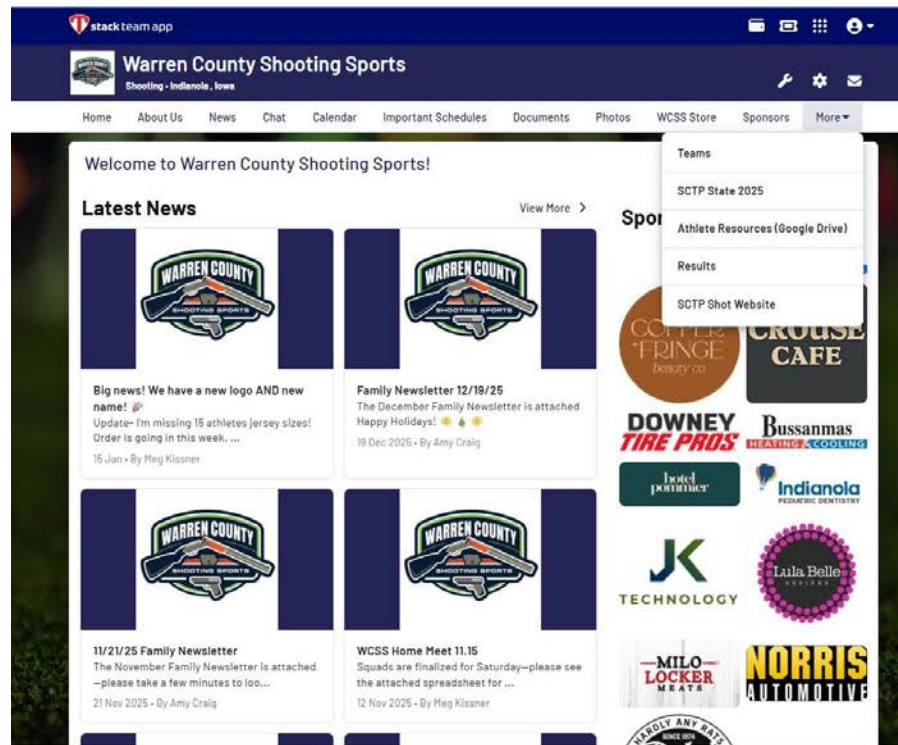 stack team app
Warren County Shooting Sports
Shooting - Indianola , Iowa
Home About Us News Chat Calendar Important Schedules Documents Photos WCSS Store Sponsors More
Teams
SCTP State 2025
Athlete Resources (Google Drive)
Results
SCTP Shot Website
Welcome to Warren County Shooting Sports!
Latest News
View More
Spo
WARREN COUNTY
SHOOTING SPORTS
WARREN COUNTY
SHOOTING SPORTS
Big news! We have a new logo AND new
name! 🎉
Update- I'm missing 15 athletes jersey sizes!
Order is going in this week. ...
15 Jan • By Meg Kissner
Family Newsletter 12/19/25
The December Family Newsletter is attached
Happy Holidays!
19 Dec 2025 • By Amy Craig
WARREN COUNTY
SHOOTING SPORTS
WARREN COUNTY
SHOOTING SPORTS
11/21/25 Family Newsletter
The November Family Newsletter is attached
—please take a few minutes to loo...
21 Nov 2025 • By Amy Craig
WCSS Home Meet 11.15
Squads are finalized for Saturday—please see
the attached spreadsheet for ...
12 Nov 2025 • By Meg Kissner
COPPER
+FRINGE
beauty co
CROUSE
CAFE
DOWNEY
TIRE PROS
Bussanmas
HEATING & COOLING
hotel
pommier
Indianola
PEDIATRIC DENTISTRY
JK
TECHNOLOGY
Lula Belle
DESIGNS
MILO
LOCKER
MEATS
NORRIS
AUTOMOTIVE
HARDLY ANY RATS
SINCE 1974